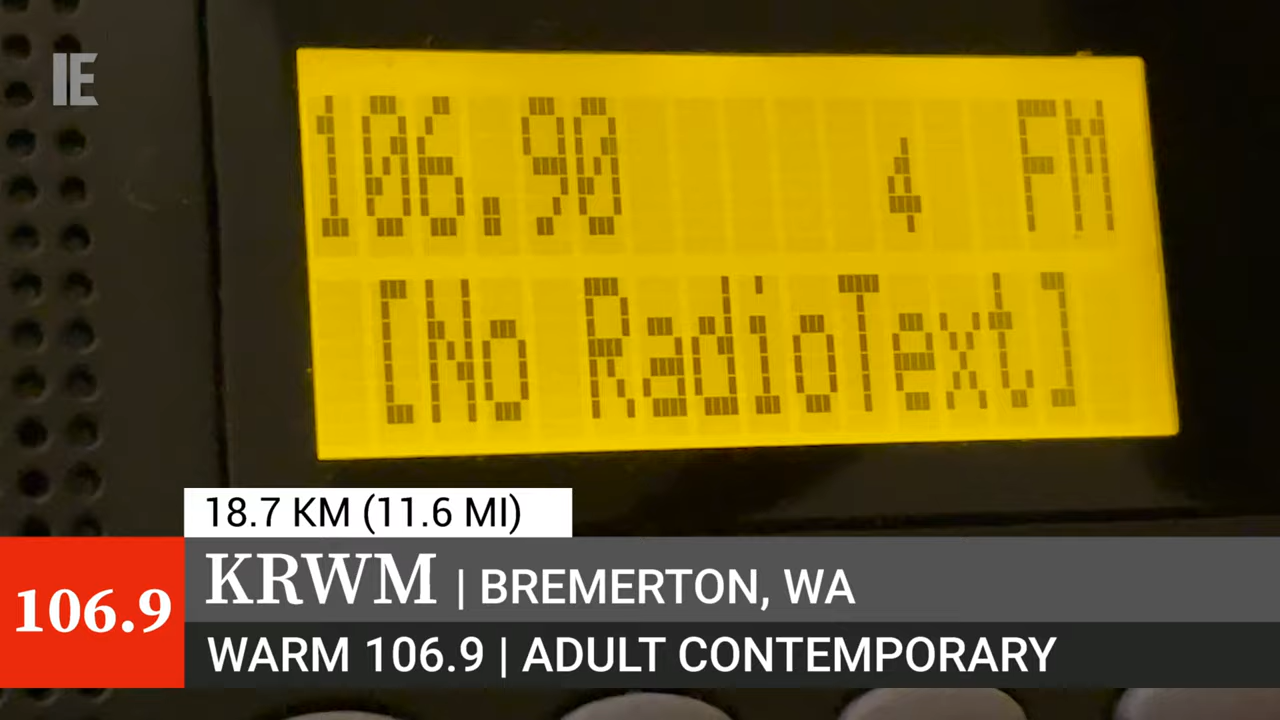 IE
106.90 4 FM
[No RadioText]
18.7 KM (11.6 MI)
KRWM | BREMERTON, WA
106.9
WARM 106.9 | ADULT CONTEMPORARY